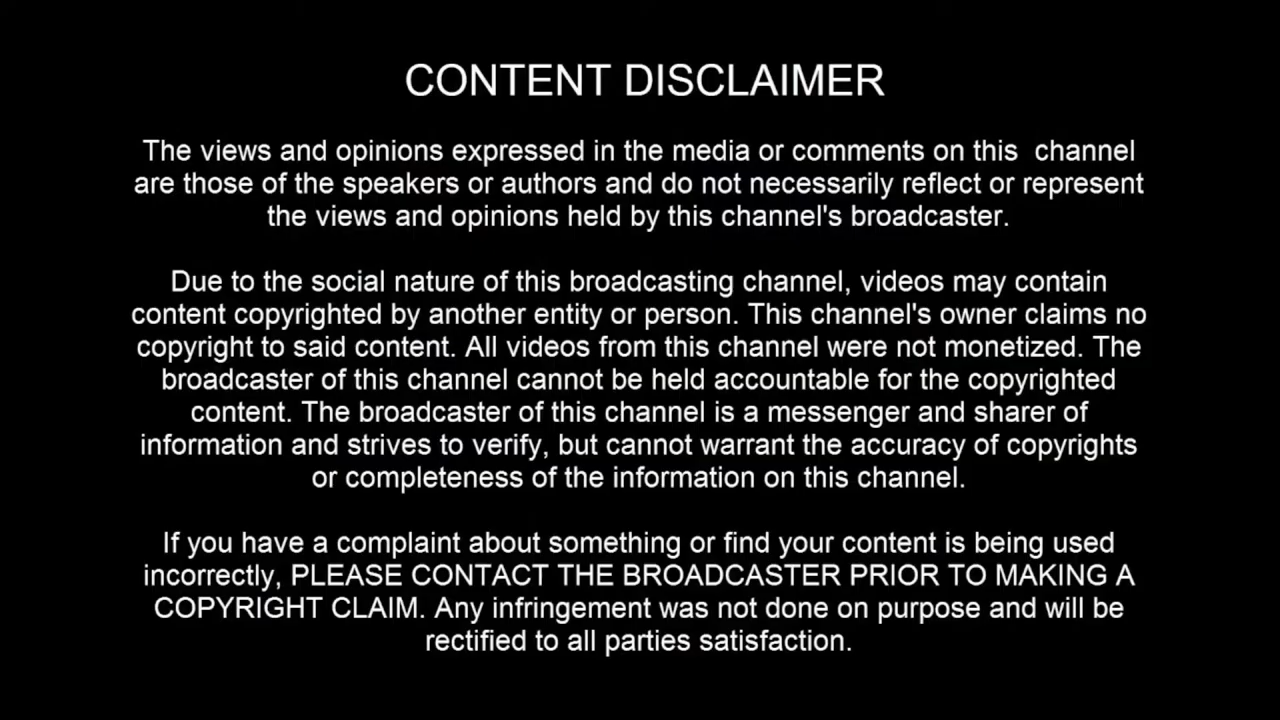 CONTENT DISCLAIMER
The views and opinions expressed in the media or comments on this channel
are those of the speakers or authors and do not necessarily reflect or represent
the views and opinions held by this channel's broadcaster.
Due to the social nature of this broadcasting channel, videos may contain
content copyrighted by another entity or person. This channel's owner claims no
copyright to said content. All videos from this channel were not monetized. The
broadcaster of this channel cannot be held accountable for the copyrighted
content. The broadcaster of this channel is a messenger and sharer of
information and strives to verify, but cannot warrant the accuracy of copyrights
or completeness of the information on this channel.
If you have a complaint about something or find your content is being used
incorrectly, PLEASE CONTACT THE BROADCASTER PRIOR TO MAKING A
COPYRIGHT CLAIM. Any infringement was not done on purpose and will be
rectified to all parties satisfaction.